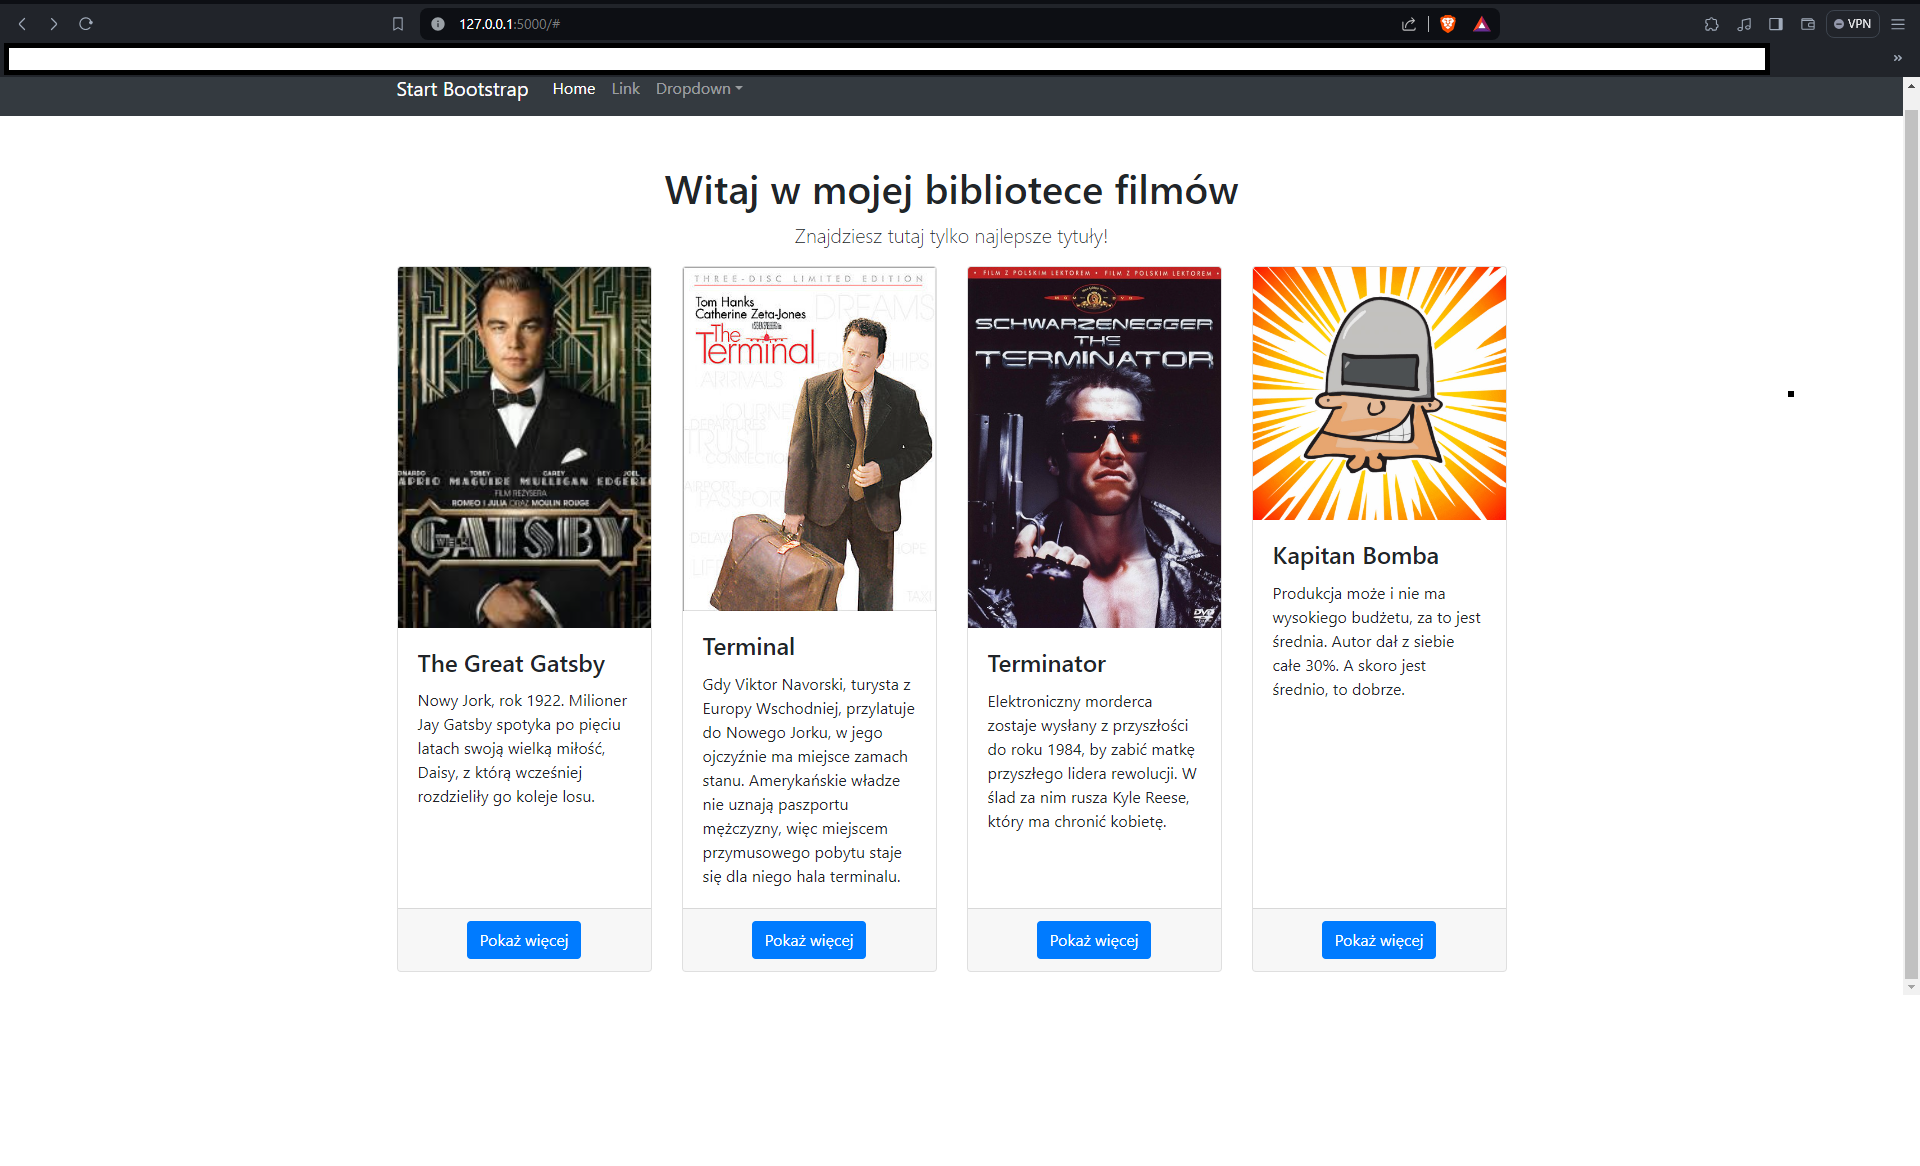 127.0.0.1:5000/#
VPN
»
Start Bootstrap Home Link Dropdown
Witaj w mojej bibliotece filmów
Znajdziesz tutaj tylko najlepsze tytuły!
TOBEY CAREY JOEL
MAGUIRE MULLIGAN EDGERT
FILM REŻYSERA
ROMEO I JULIA ORAZ MOULIN ROUGE
WIELKI
GATSBY
The Great Gatsby
Nowy Jork, rok 1922. Milioner
Jay Gatsby spotyka po pięciu
latach swoją wielką miłość,
Daisy, z którą wcześniej
rozdzieliły go koleje losu.
Pokaż więcej
THREE-DISC LIMITED EDITION
Tom Hanks
Catherine Zeta-Jones
DREAMS
The
Terminal
ARRIVALS
DEPARTURES
TRUST
AIRPORT
HOPE
TAXI
Terminal
Gdy Viktor Navorski, turysta z
Europy Wschodniej, przylatuje
do Nowego Jorku, w jego
ojczyźnie ma miejsce zamach
stanu. Amerykańskie władze
nie uznają paszportu
mężczyzny, więc miejscem
przymusowego pobytu staje
się dla niego hala terminalu.
Pokaż więcej
• FILM Z POLSKIM LEKTOREM • FILM Z POLSKIM LEKTOREM •
SCHWARZENEGGER
THE
TERMINATOR
DVD
Terminator
Elektroniczny morderca
zostaje wysłany z przyszłości
do roku 1984, by zabić matkę
przyszłego lidera rewolucji. W
ślad za nim rusza Kyle Reese,
który ma chronić kobietę.
Pokaż więcej
Kapitan Bomba
Produkcja może i nie ma
wysokiego budżetu, za to jest
średnia. Autor dał z siebie
całe 30%. A skoro jest
średnio, to dobrze.
Pokaż więcej